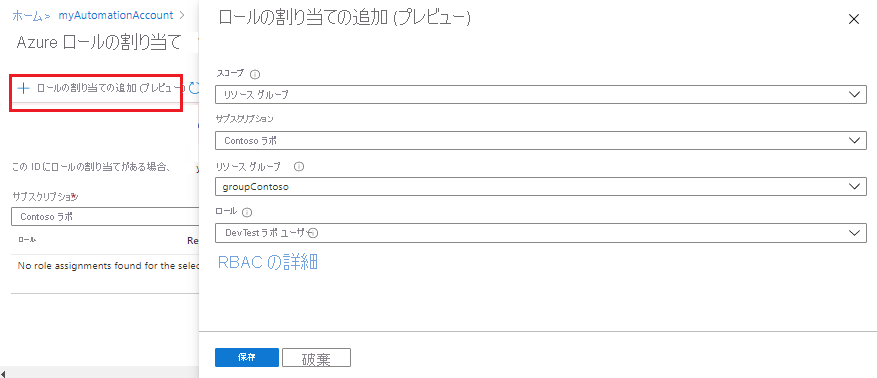 ホーム > myAutomationAccount >
Azure ロールの割り当て
+ ロールの割り当ての追加 (プレビュー)
この ID にロールの割り当てがある場合、
サブスクリプション*
Contoso ラボ
ロール Re
No role assignments found for the selec
ロールの割り当ての追加 (プレビュー)
スコープ
リソース グループ
サブスクリプション
Contoso ラボ
リソース グループ
groupContoso
ロール
DevTest ラボ ユーザー
RBAC の詳細
保存 破棄